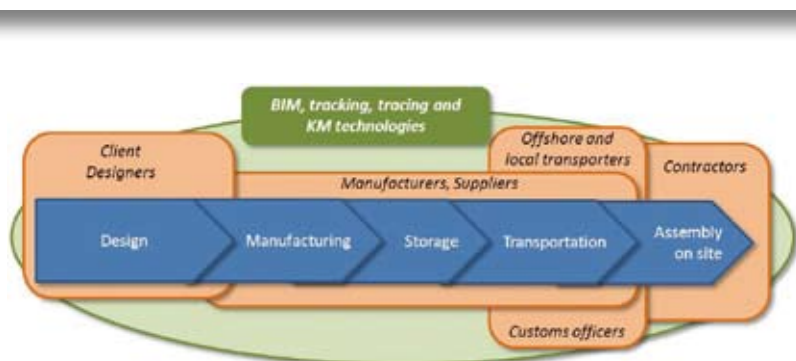 BIM, tracking, tracing and
KM technologies
Client
Designers
Offshore and
local transporters
Contractors
Manufacturers, Suppliers
Design
Manufacturing
Storage
Transportation
Assembly
on site
Customs officers